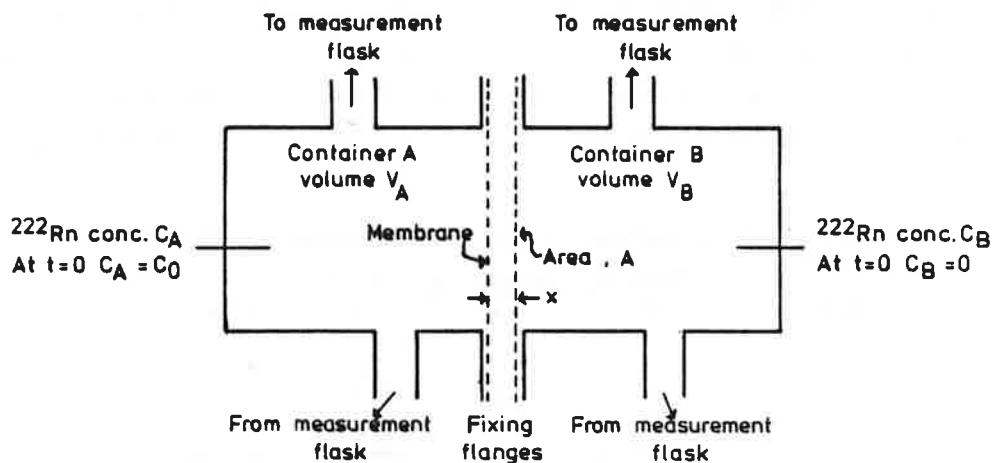 To measurement
flask
To measurement
flask
Container A
volume V_A
Container B
volume V_B
²²²Rn conc. C_A
At t=0 C_A = C_0
Membrane
Area, A
x
²²²Rn conc. C_B
At t=0 C_B = 0
From measurement
flask
Fixing
flanges
From measurement
flask